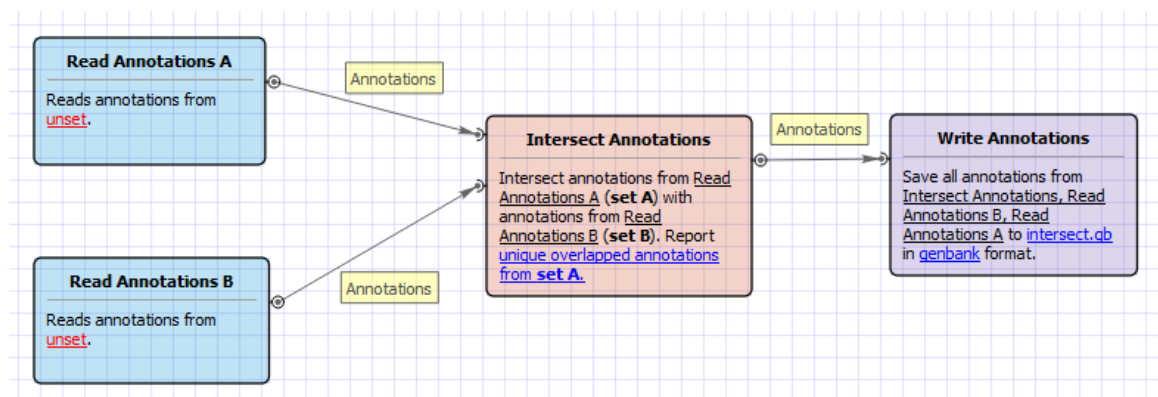 Read Annotations A
Reads annotations from
unset.
Annotations
Read Annotations B
Reads annotations from
unset.
Annotations
Intersect Annotations
Intersect annotations from Read
Annotations A (set A) with
annotations from Read
Annotations B (set B). Report
unique overlapped annotations
from set A.
Annotations
Write Annotations
Save all annotations from
Intersect Annotations, Read
Annotations B, Read
Annotations A to intersect.gb
in genbank format.